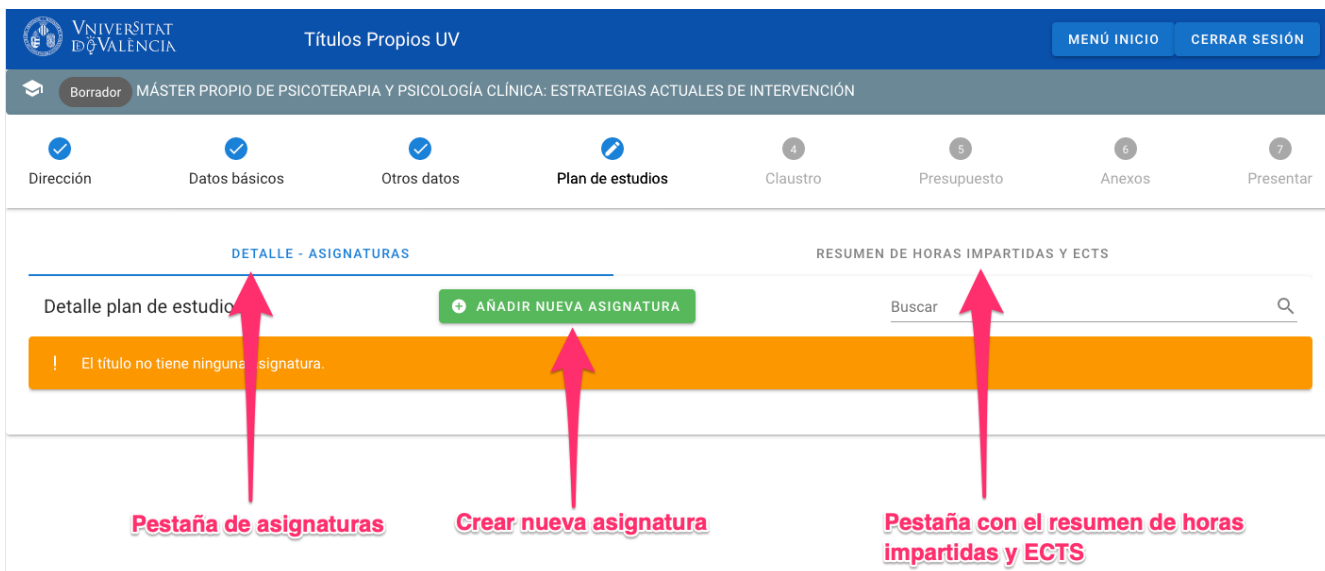 VNIVERSITAT
D VALÈNCIA
Títulos Propios UV
MENÚ INICIO
CERRAR SESIÓN
Borrador
MÁSTER PROPIO DE PSICOTERAPIA Y PSICOLOGÍA CLÍNICA: ESTRATEGIAS ACTUALES DE INTERVENCIÓN
4
5
6
7
Dirección
Datos básicos
Otros datos
Plan de estudios
Claustro
Presupuesto
Anexos
Presentar
DETALLE - ASIGNATURAS
RESUMEN DE HORAS IMPARTIDAS Y ECTS
Detalle plan de estudio
AÑADIR NUEVA ASIGNATURA
Buscar
! El título no tiene ninguna signatura.
Pestaña de asignaturas
Crear nueva asignatura
Pestaña con el resumen de horas
impartidas y ECTS